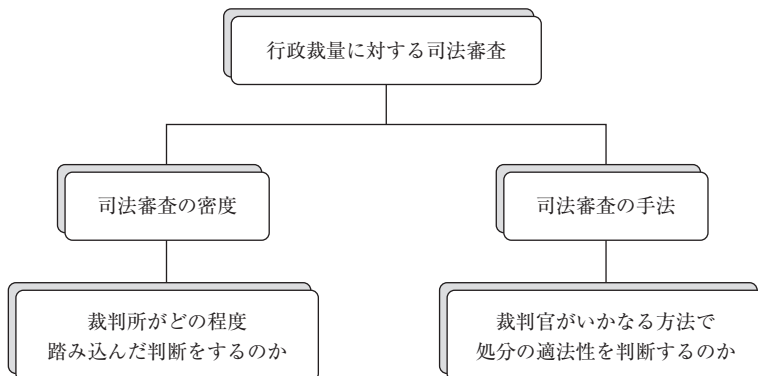 行政裁量に対する司法審査
司法審査の密度
司法審査の手法
裁判所がどの程度
踏み込んだ判断をするのか
裁判官がいかなる方法で
処分の適法性を判断するのか